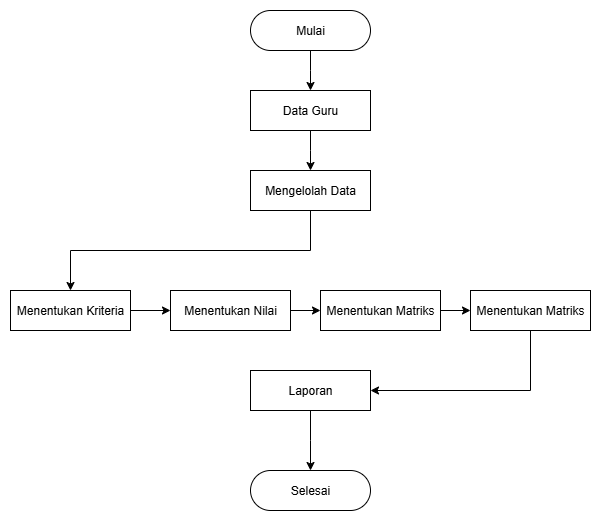 Mulai
Data Guru
Mengelolah Data
Menentukan Kriteria
Menentukan Nilai
Menentukan Matriks
Menentukan Matriks
Laporan
Selesai